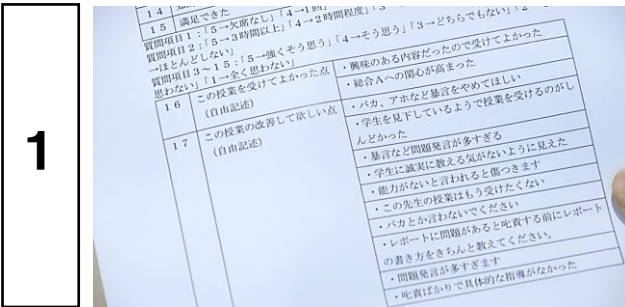 1
14
15 満足できた
質問項目1:「5→欠席なし」「4→1回」
質問項目2:「5→3時間以上」「4→2時間程度」「3
→ほとんどしない」
質問項目3～15:「5→強くそう思う」「4→そう思う」「3→どちらでもない」「2
思わない」「1→全く思わない」
16 この授業を受けてよかった点
(自由記述)
・興味のある内容だったので受けてよかった
・総合Aへの関心が高まった
17 この授業の改善して欲しい点
(自由記述)
・バカ、アホなど暴言をやめてほしい
・学生を見下しているようで授業を受けるのがし
んどかった
・暴言など問題発言が多すぎる
・学生に誠実に教える気がないように見えた
・能力がないと言われると傷つきます
・この先生の授業はもう受けたくない
・バカとか言わないでください
・レポートに問題があると叱責する前にレポート
の書き方をきちんと教えてください。
・問題発言が多すぎます
・叱責ばかりで具体的な指導がなかった